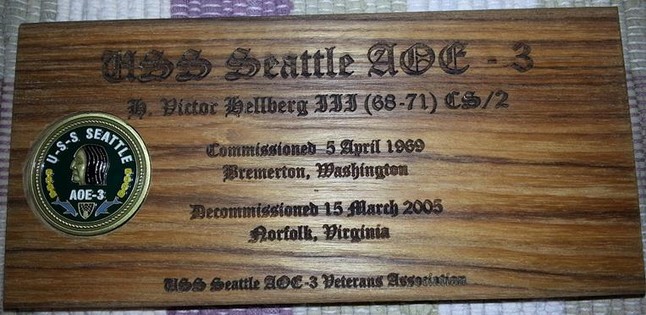 USS Seattle AOE - 3
H. Victor Hellberg III (68-71) CS/2
Commissioned 5 April 1969
Bremerton, Washington
Decommissioned 15 March 2005
Norfolk, Virginia
USS Seattle AOE-3 Veterans Association
U-S-S SEATTLE
AOE-3